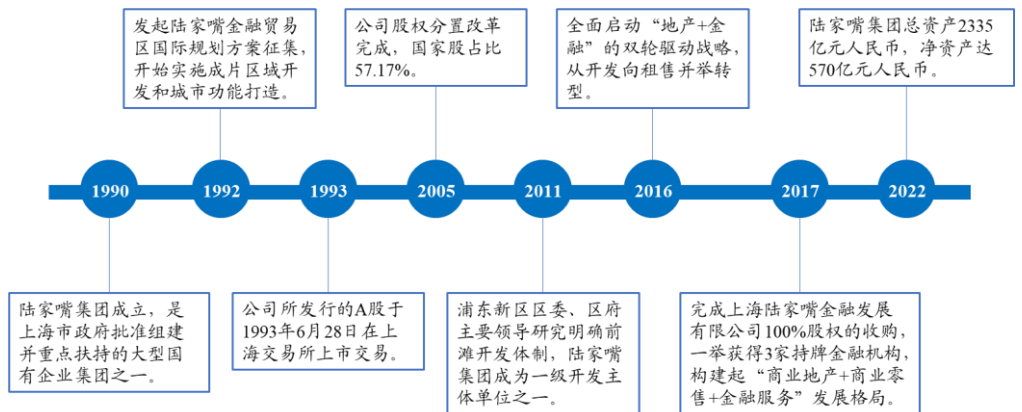 发起陆家嘴金融贸易
区国际规划方案征集，
开始实施成片区域开
发和城市功能打造。
公司股权分置改革
完成，国家股占比
57.17%。
全面启动“地产+金
融”的双轮驱动战略，
从开发向租售并举转
型。
陆家嘴集团总资产2335
亿元人民币，净资产达
570亿元人民币。
1990
1992
1993
2005
2011
2016
2017
2022
陆家嘴集团成立，是
上海市政府批准组建
并重点扶持的大型国
有企业集团之一。
公司所发行的A股于
1993年6月28日在上
海交易所上市交易。
浦东新区区委、区府
主要领导研究明确前
滩开发体制，陆家嘴
集团成为一级开发主
体单位之一。
完成上海陆家嘴金融发展
有限公司100%股权的收购，
一举获得3家持牌金融机构，
构建起“商业地产+商业零
售+金融服务”发展格局。